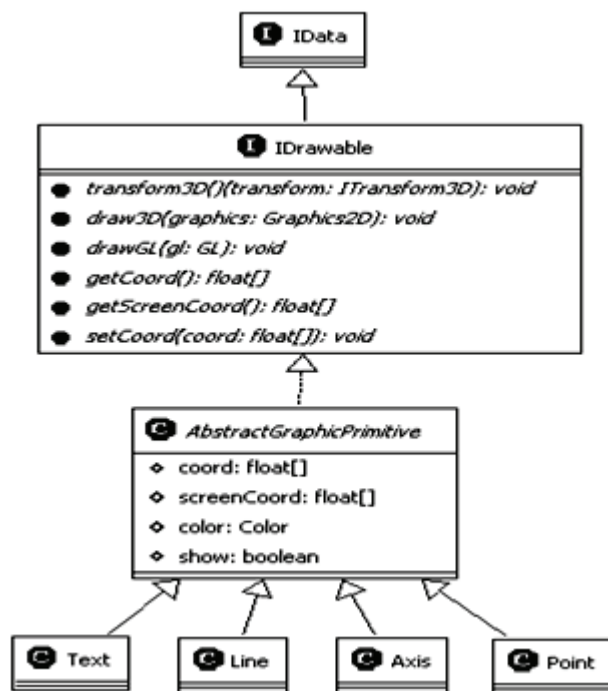 I IData
I IDrawable
transform3D()(transform: ITransform3D): void
draw3D(graphics: Graphics2D): void
drawGL(gl: GL): void
getCoord(): float[]
getScreenCoord(): float[]
setCoord(coord: float[]): void
C AbstractGraphicPrimitive
coord: float[]
screenCoord: float[]
color: Color
show: boolean
C Text
C Line
C Axis
C Point